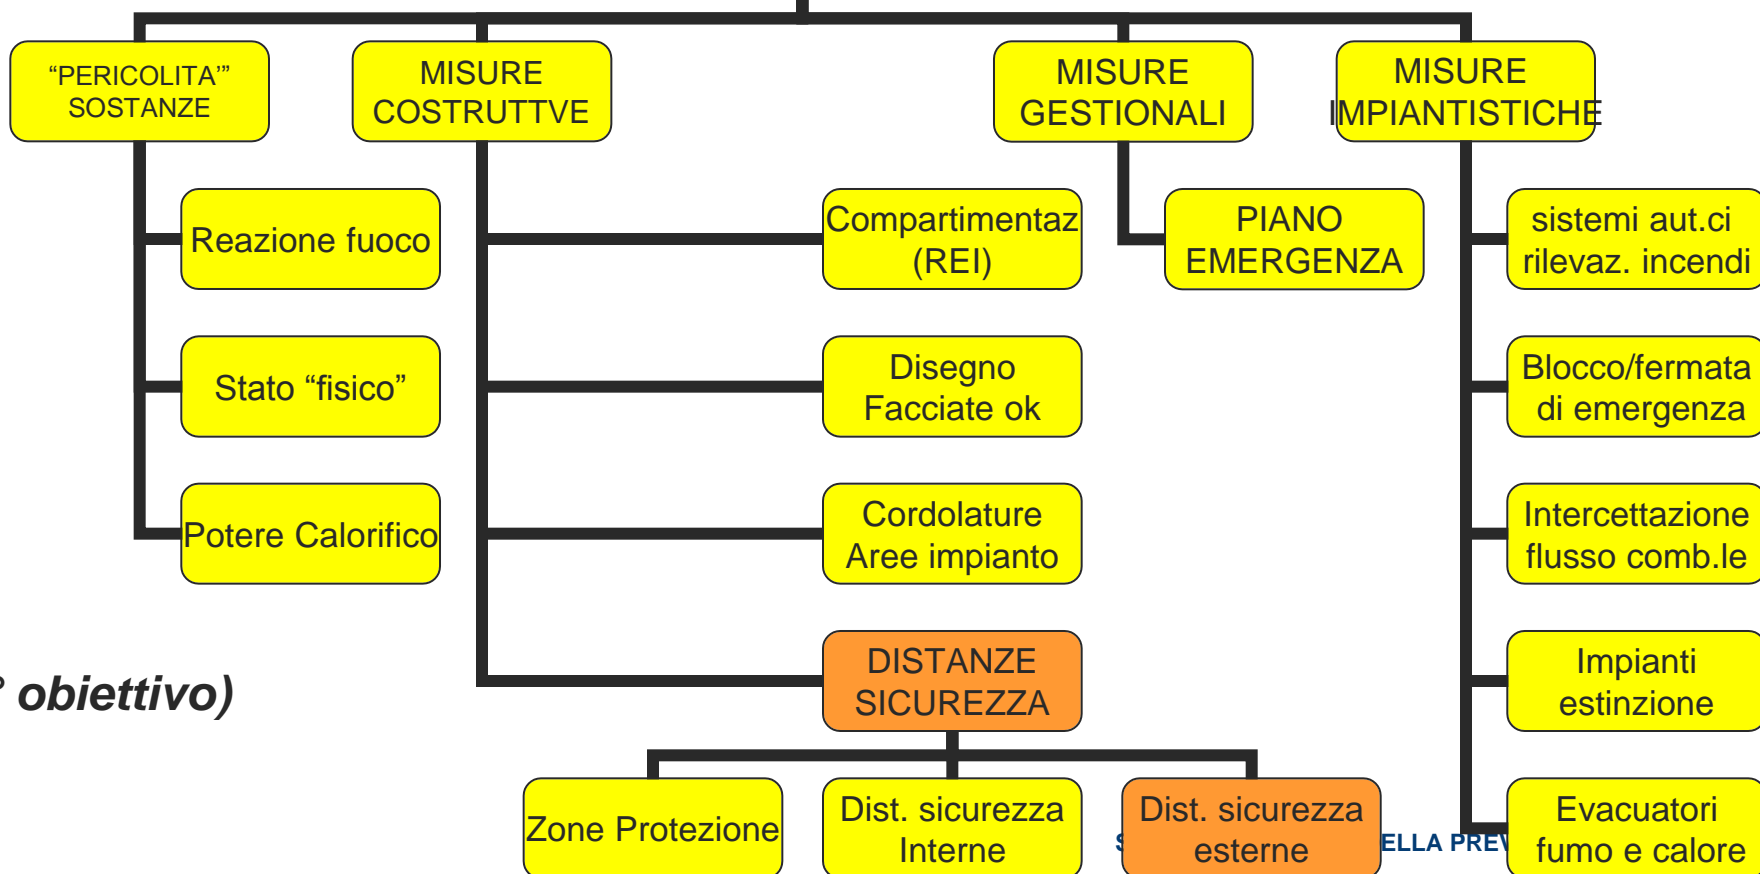 “PERICOLITA’”
SOSTANZE
MISURE
COSTRUTTVE
MISURE
GESTIONALI
MISURE
IMPIANTISTICHE
Reazione fuoco
Stato “fisico”
Potere Calorifico
Compartimentaz
(REI)
Disegno
Facciate ok
Cordolature
Aree impianto
DISTANZE
SICUREZZA
Zone Protezione
Dist. sicurezza
Interne
Dist. sicurezza
esterne
PIANO
EMERGENZA
sistemi aut.ci
rilevaz. incendi
Blocco/fermata
di emergenza
Intercettazione
flusso comb.le
Impianti
estinzione
Evacuatori
fumo e calore
° obiettivo)
ELLA PREV